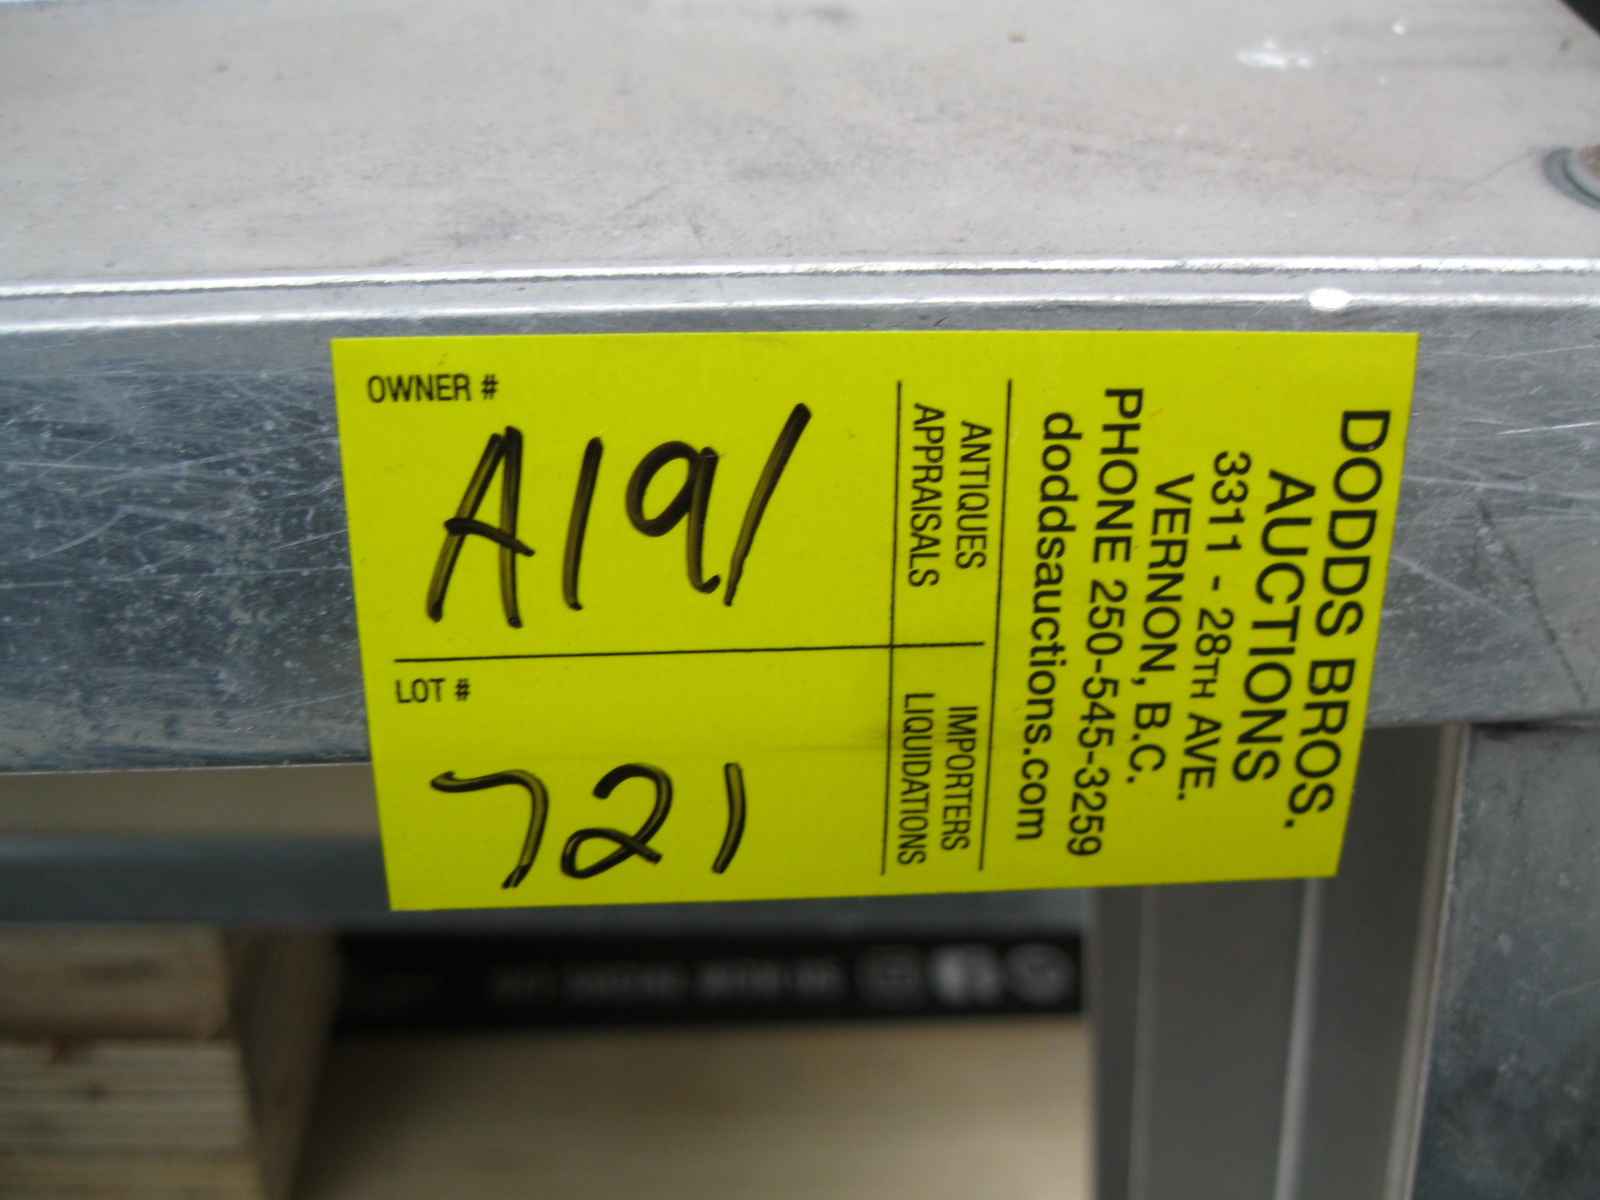 OWNER #
A191
LOT #
721
DODDS BROS.
AUCTIONS
3311 - 28TH AVE.
VERNON, B.C.
PHONE 250-545-3259
doddsauctions.com
ANTIQUES
APPRAISALS
IMPORTERS
LIQUIDATIONS